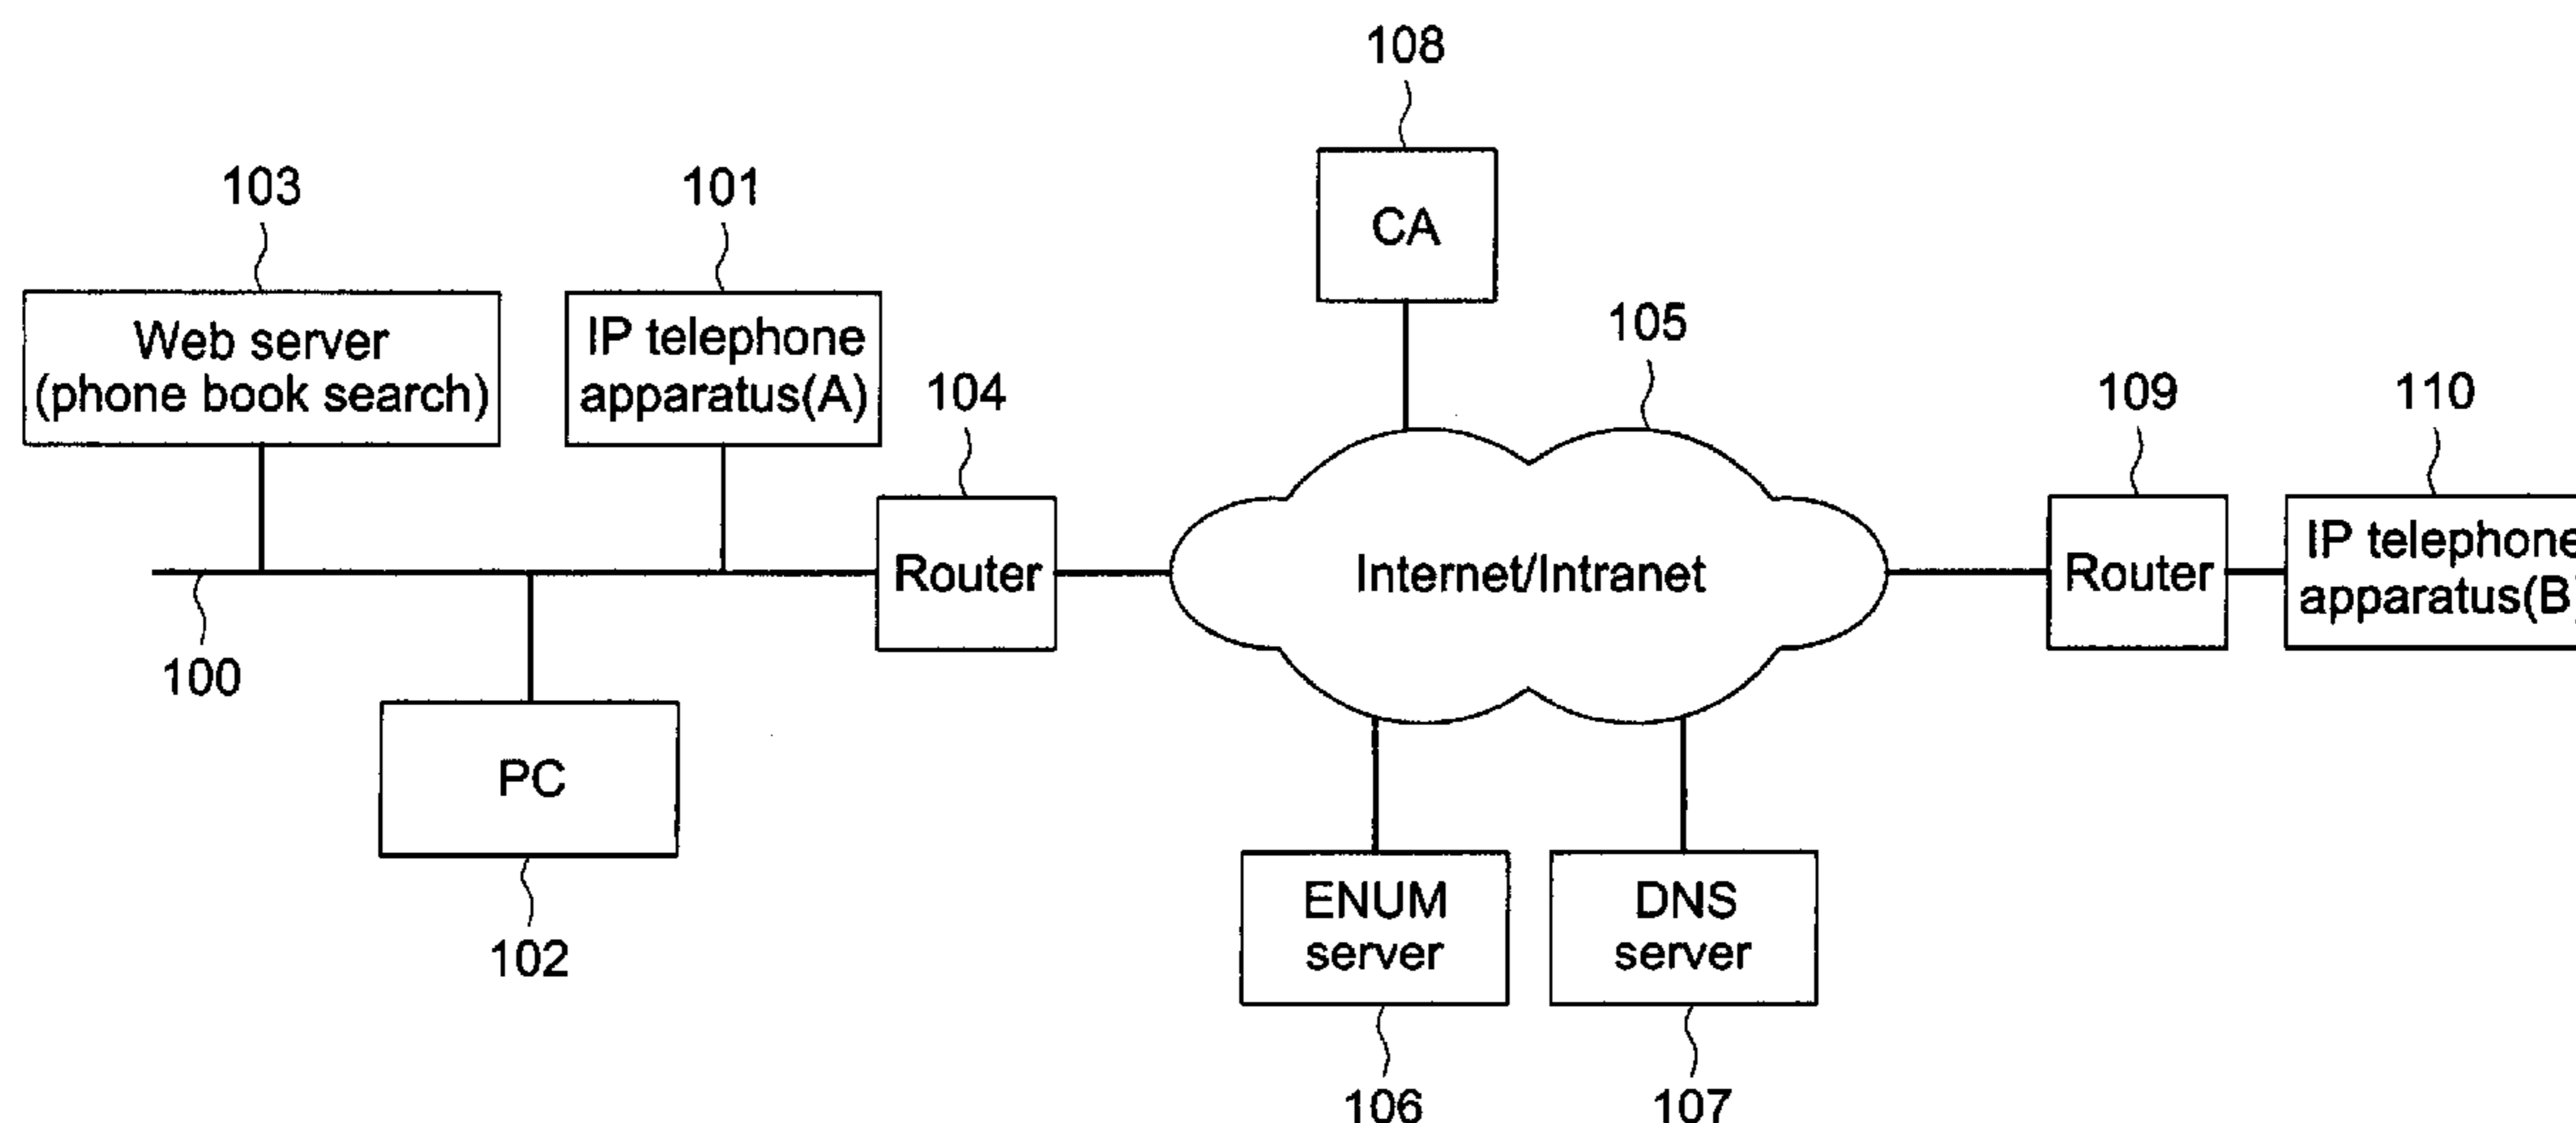 108
103
101
CA
105
Web server
(phone book search)
IP telephone
apparatus(A)
104
109
110
Router
Internet/Intranet
Router
IP telephone
apparatus(B)
100
PC
102
ENUM
server
DNS
server
106
107